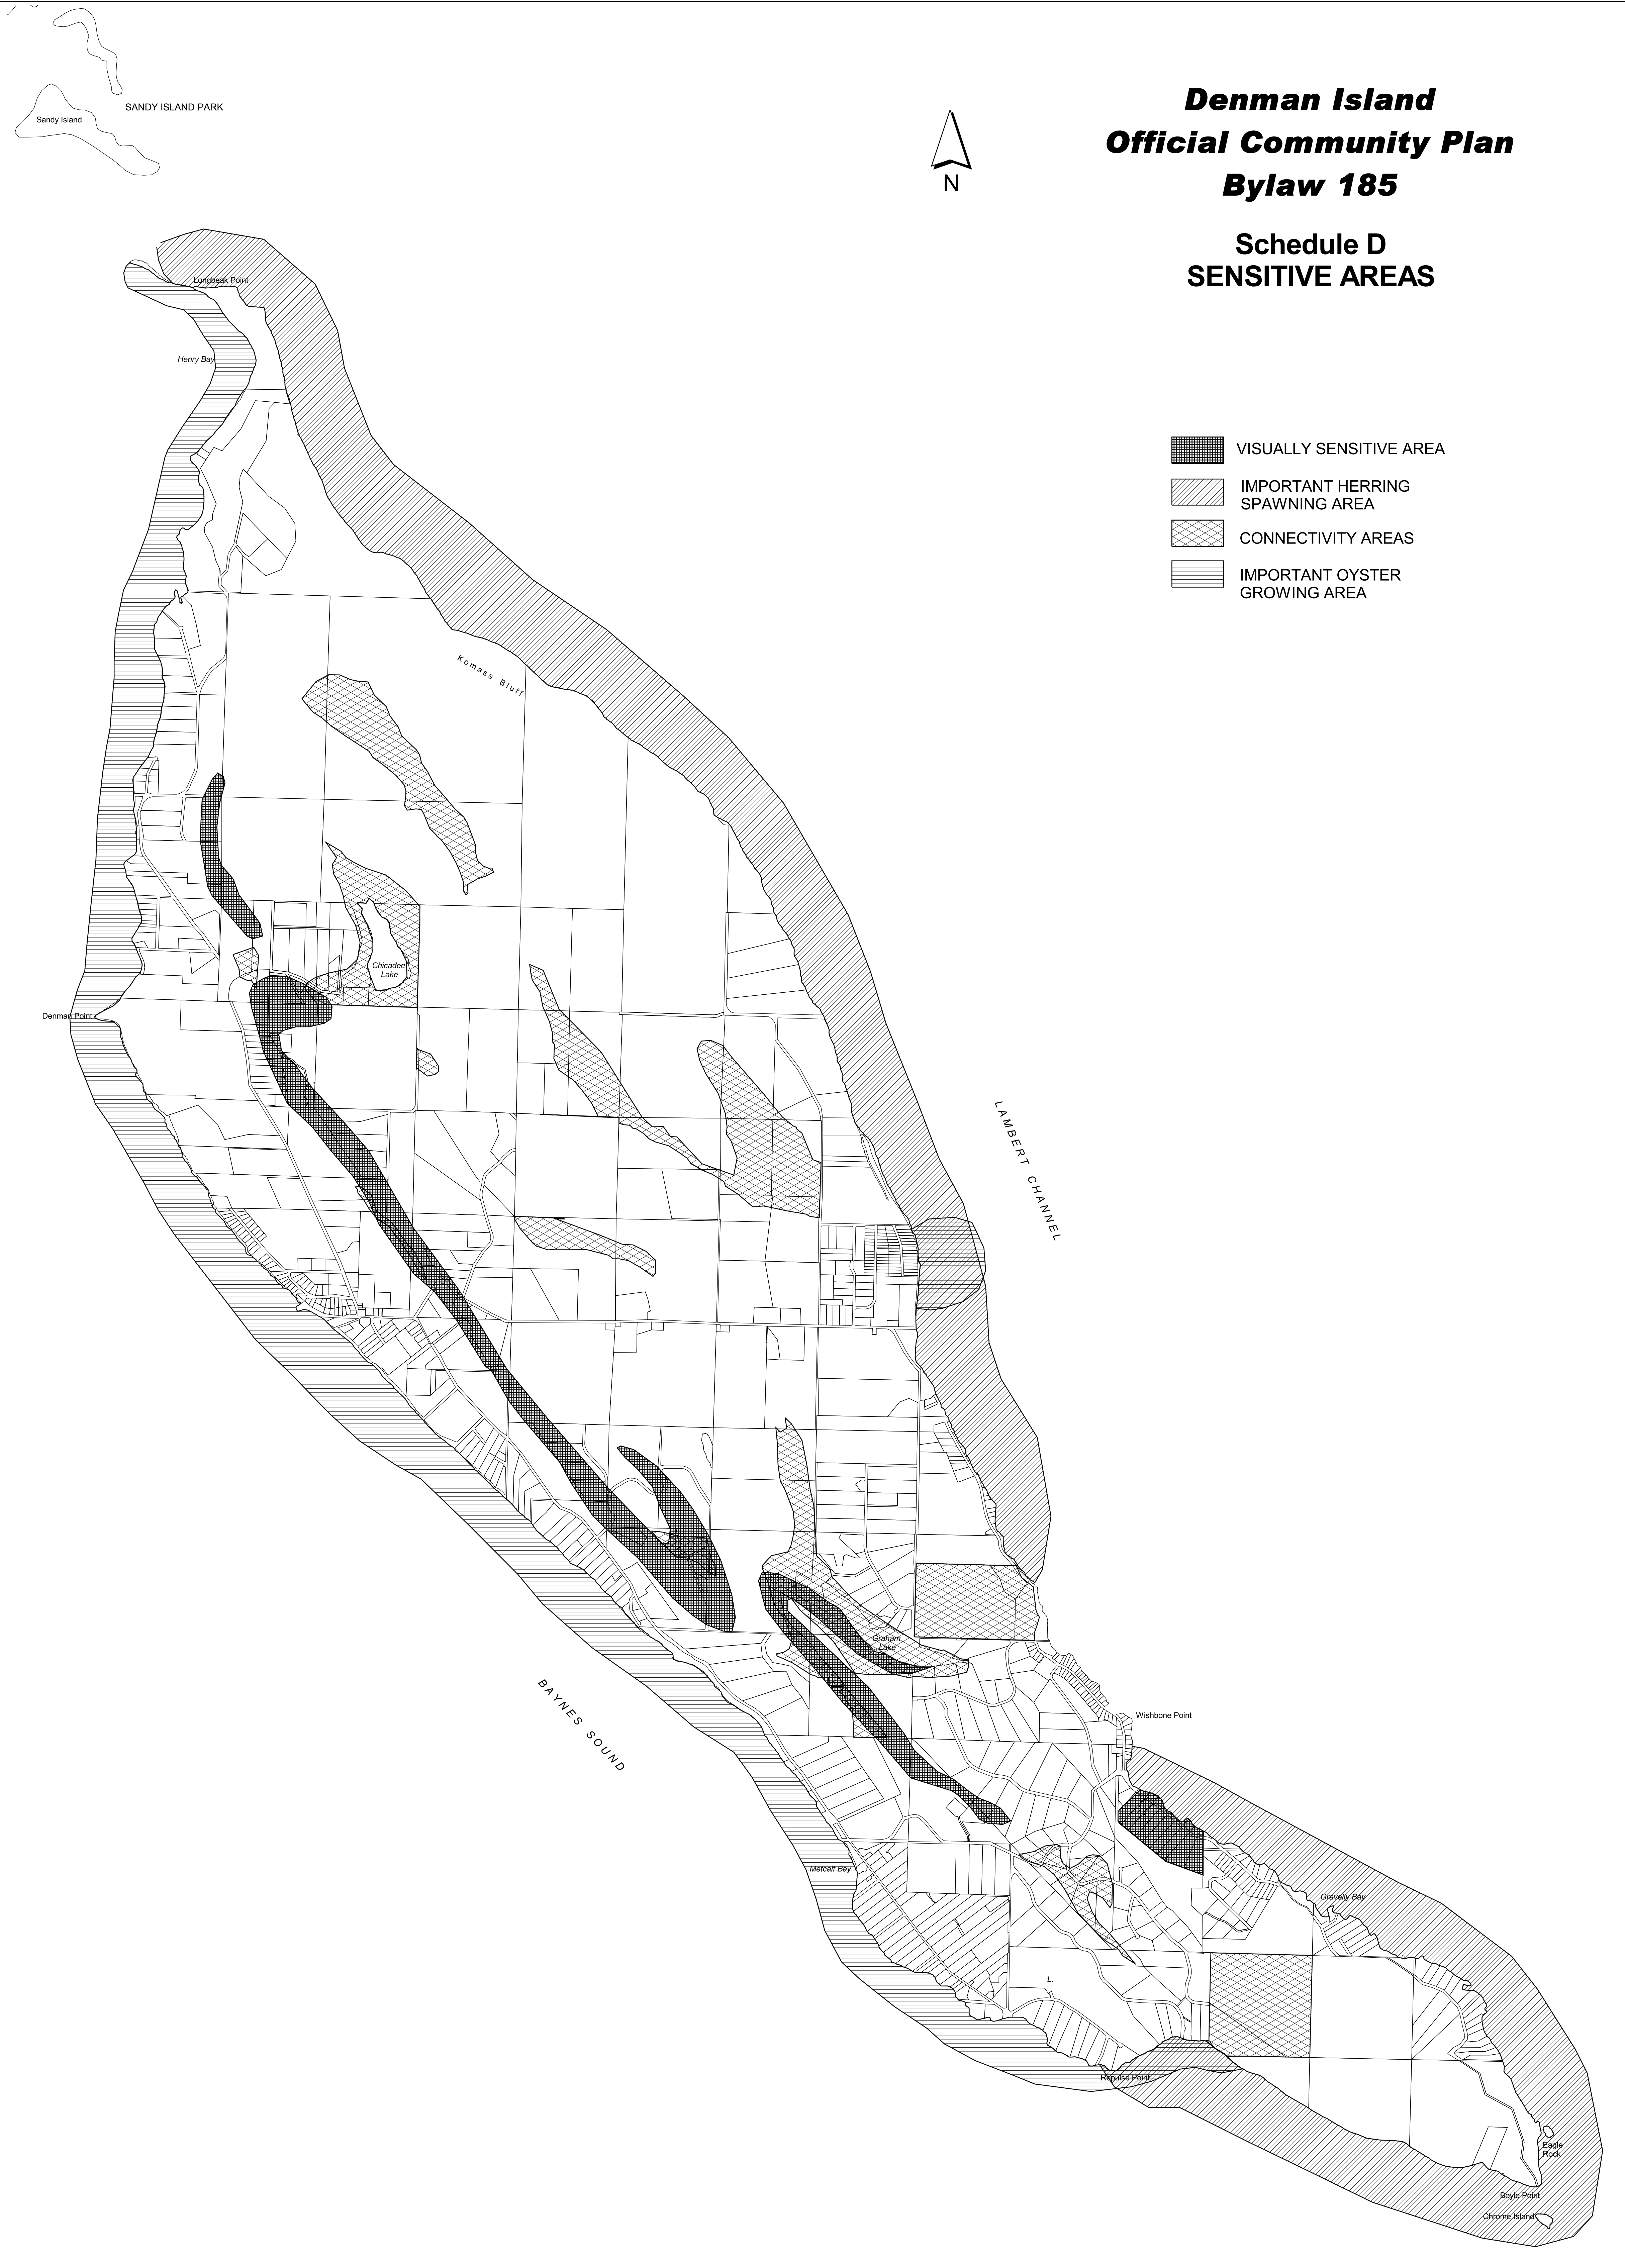 Denman Island
Official Community Plan
Bylaw 185
Schedule D
SENSITIVE AREAS
SANDY ISLAND PARK
Sandy Island
N
VISUALLY SENSITIVE AREA
IMPORTANT HERRING
SPAWNING AREA
CONNECTIVITY AREAS
IMPORTANT OYSTER
GROWING AREA
Longbeak Point
Henry Bay
Komass Bluff
Chicadee
Lake
Denman Point
LAMBERT CHANNEL
Graham
Lake
BAYNES SOUND
Wishbone Point
Metcalf Bay
Gravelly Bay
L.
Repulse Point
Eagle
Rock
Boyle Point
Chrome Island